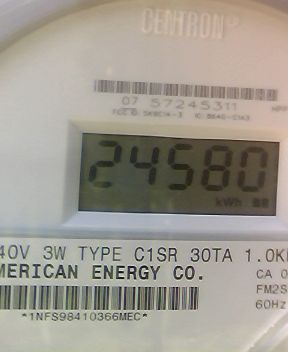 CENTRON®
07 57245311
24580
kWh
40V 3W TYPE C1SR 30TA 1.0K
MERICAN ENERGY CO.
CA 0
FM2S
60Hz
*1NFS98410366MEC*